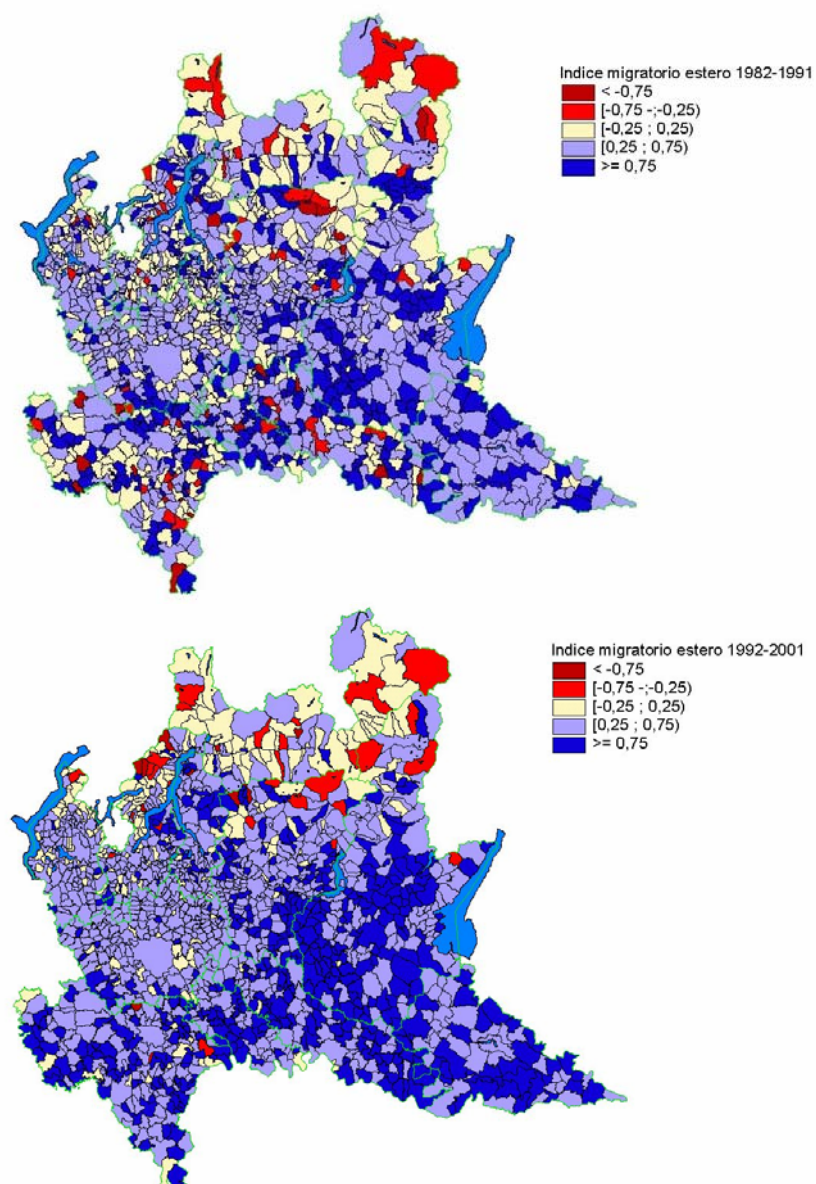 Indice migratorio estero 1982-1991
< -0,75
[-0,75 -;-0,25)
[-0,25 ; 0,25)
[0,25 ; 0,75)
>= 0,75
Indice migratorio estero 1992-2001
< -0,75
[-0,75 -;-0,25)
[-0,25 ; 0,25)
[0,25 ; 0,75)
>= 0,75